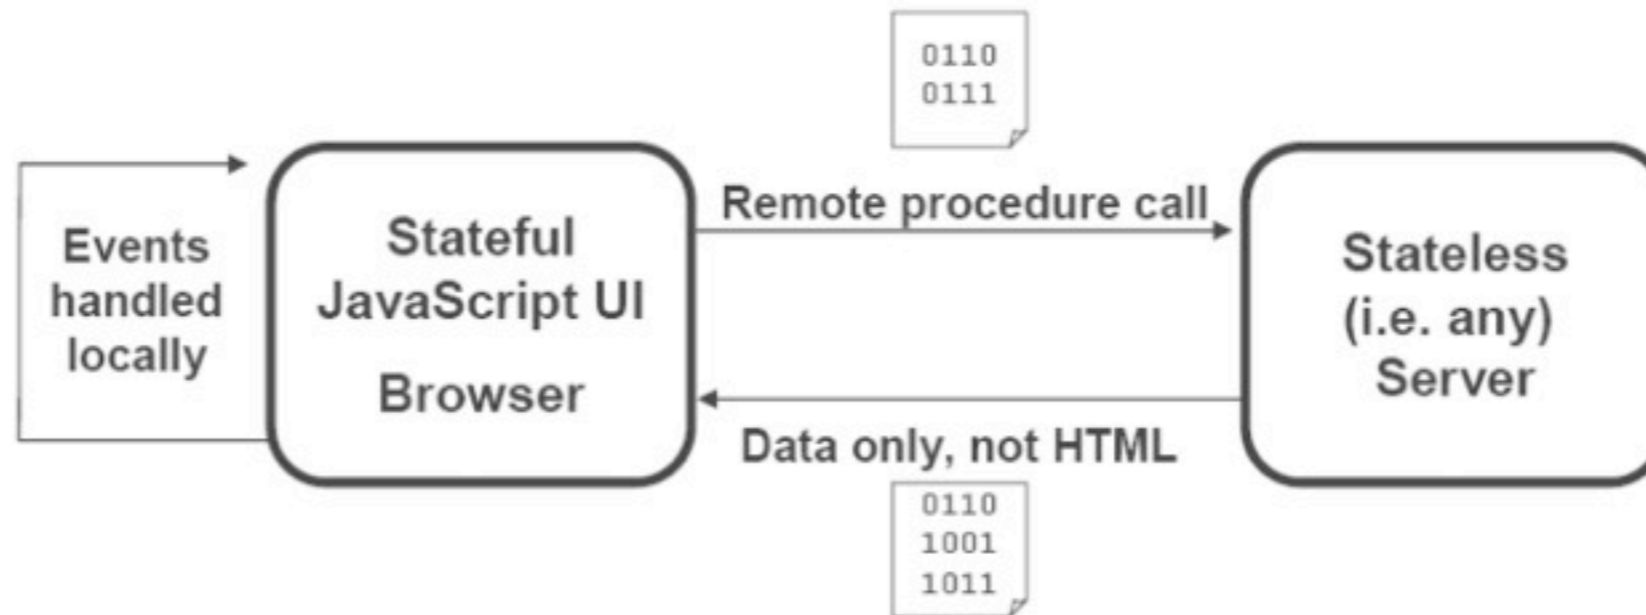 0110
0111
Remote procedure call
Events
handled
locally
Stateful
JavaScript UI
Browser
Stateless
(i.e. any)
Server
Data only, not HTML
0110
1001
1011